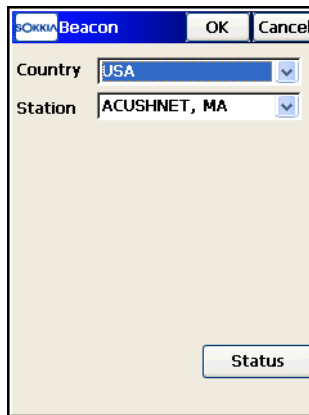 SOKKIA Beacon OK Cancel
Country USA
Station ACUSHNET, MA
Status